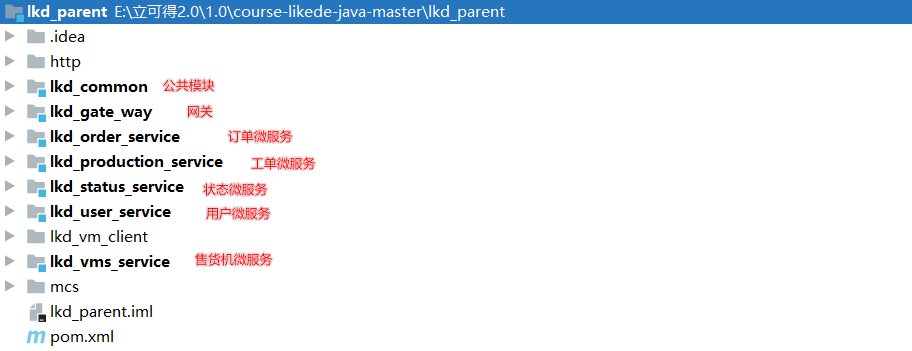 lkd_parent E:\立可得2.0\1.0\course-likede-java-master\lkd_parent
.idea
http
lkd_common 公共模块
lkd_gate_way 网关
lkd_order_service 订单微服务
lkd_production_service 工单微服务
lkd_status_service 状态微服务
lkd_user_service 用户微服务
lkd_vm_client
lkd_vms_service 售货机微服务
mcs
lkd_parent.iml
m pom.xml